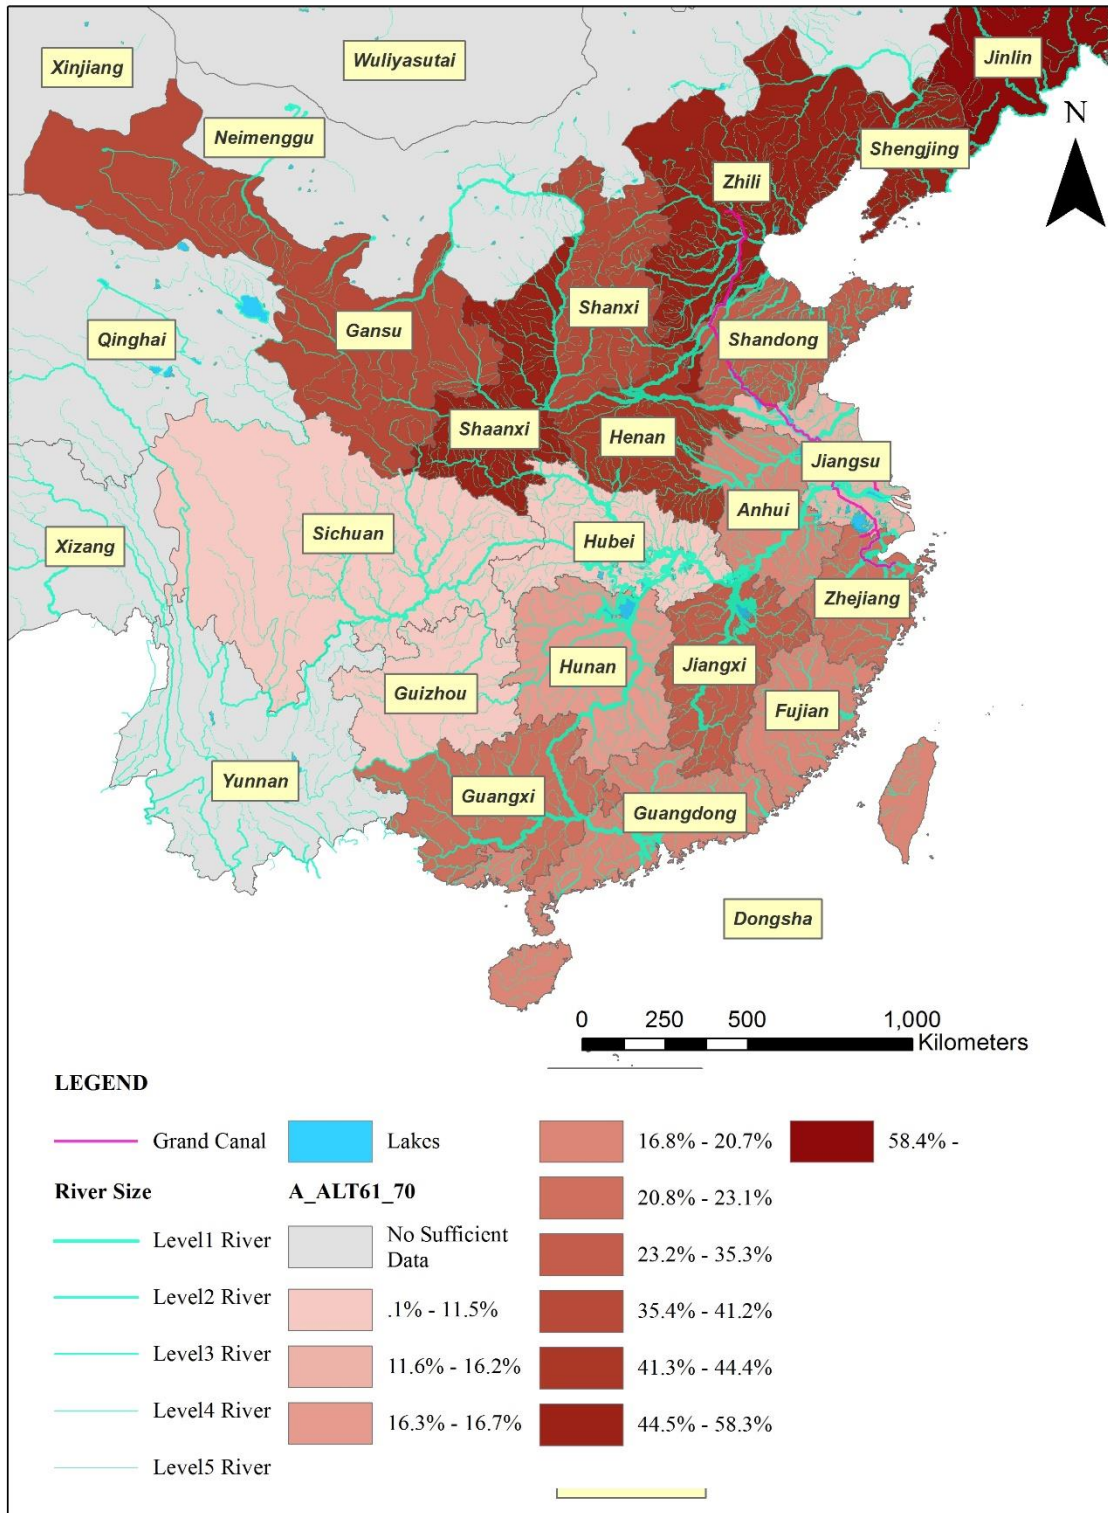 Xinjiang
Wuliyasutai
Jinlin
Neimenggu
N
Shengjing
Zhili
Qinghai
Gansu
Shanxi
Shandong
Shaanxi
Henan
Jiangsu
Anhui
Xizang
Sichuan
Hubei
Zhejiang
Guizhou
Hunan
Jiangxi
Fujian
Yunnan
Guangxi
Guangdong
Dongsha
0 250 500 1,000
Kilometers
LEGEND
Grand Canal
River Size
Level1 River
Level2 River
Level3 River
Level4 River
Level5 River
Lakes
A_ALT61_70
No Sufficient
Data
.1% - 11.5%
11.6% - 16.2%
16.3% - 16.7%
16.8% - 20.7%
20.8% - 23.1%
23.2% - 35.3%
35.4% - 41.2%
41.3% - 44.4%
44.5% - 58.3%
58.4% -